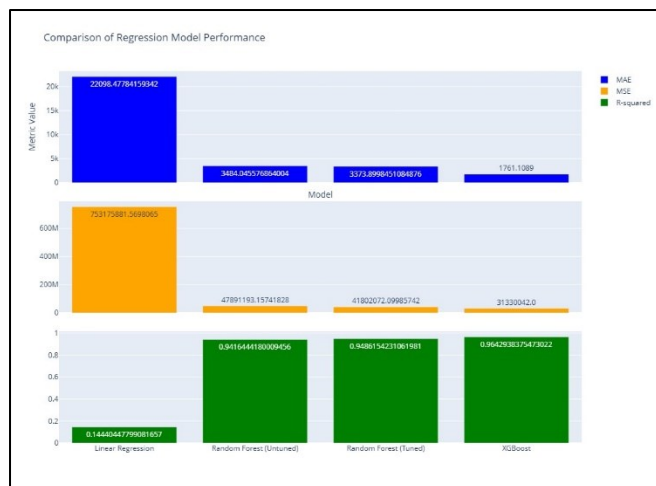 Comparison of Regression Model Performance
MAE
MSE
R-squared
Metric Value
20k
15k
10k
5k
0
22098.47784159342
3484.045576864004
3373.8998451084876
1761.1089
Model
600M
400M
200M
0
753175881.5698065
47891193.15741828
41802072.09985742
31330042.0
1
0.8
0.6
0.4
0.2
0
0.14440447799081657
0.9416444180009456
0.9486154231061981
0.9642938375473022
Linear Regression
Random Forest (Untuned)
Random Forest (Tuned)
XGBoost